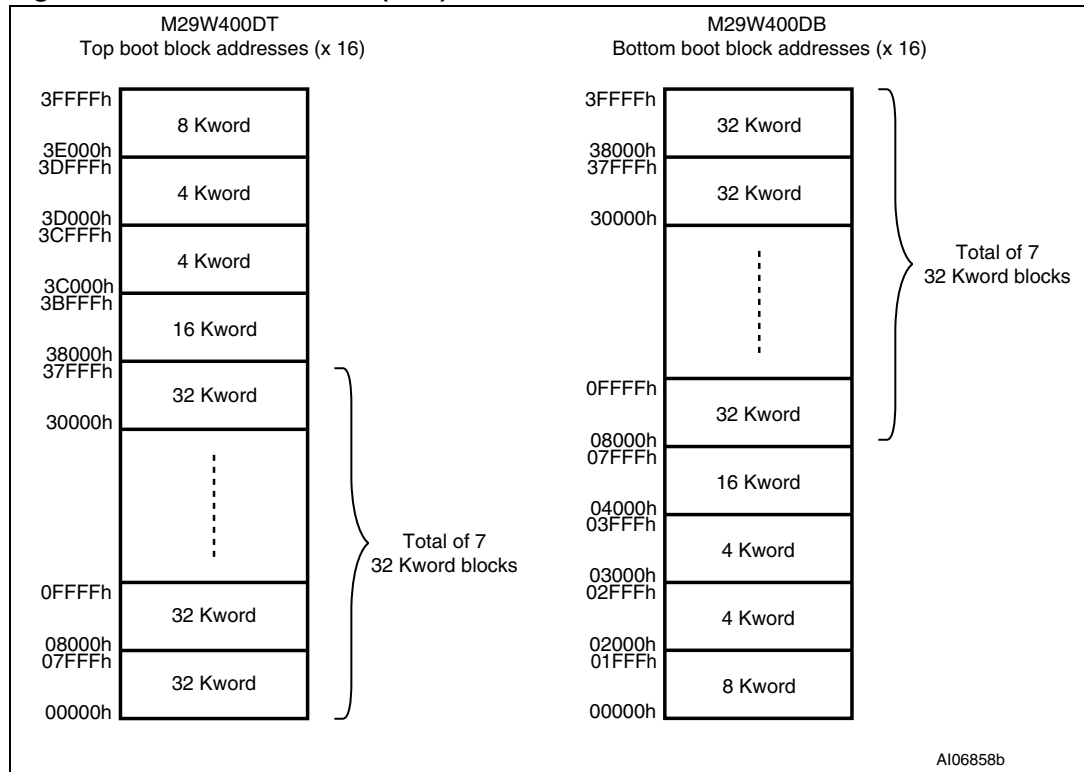 M29W400DT
Top boot block addresses (x 16)
3FFFFh
8 Kword
3E000h
3DFFFh
4 Kword
3D000h
3CFFFh
4 Kword
3C000h
3BFFFh
16 Kword
38000h
37FFFh
32 Kword
30000h
Total of 7
32 Kword blocks
0FFFFh
32 Kword
08000h
07FFFh
32 Kword
00000h
M29W400DB
Bottom boot block addresses (x 16)
3FFFFh
32 Kword
38000h
37FFFh
32 Kword
30000h
Total of 7
32 Kword blocks
0FFFFh
32 Kword
08000h
07FFFh
16 Kword
04000h
03FFFh
4 Kword
03000h
02FFFh
4 Kword
02000h
01FFFh
8 Kword
00000h
AI06858b